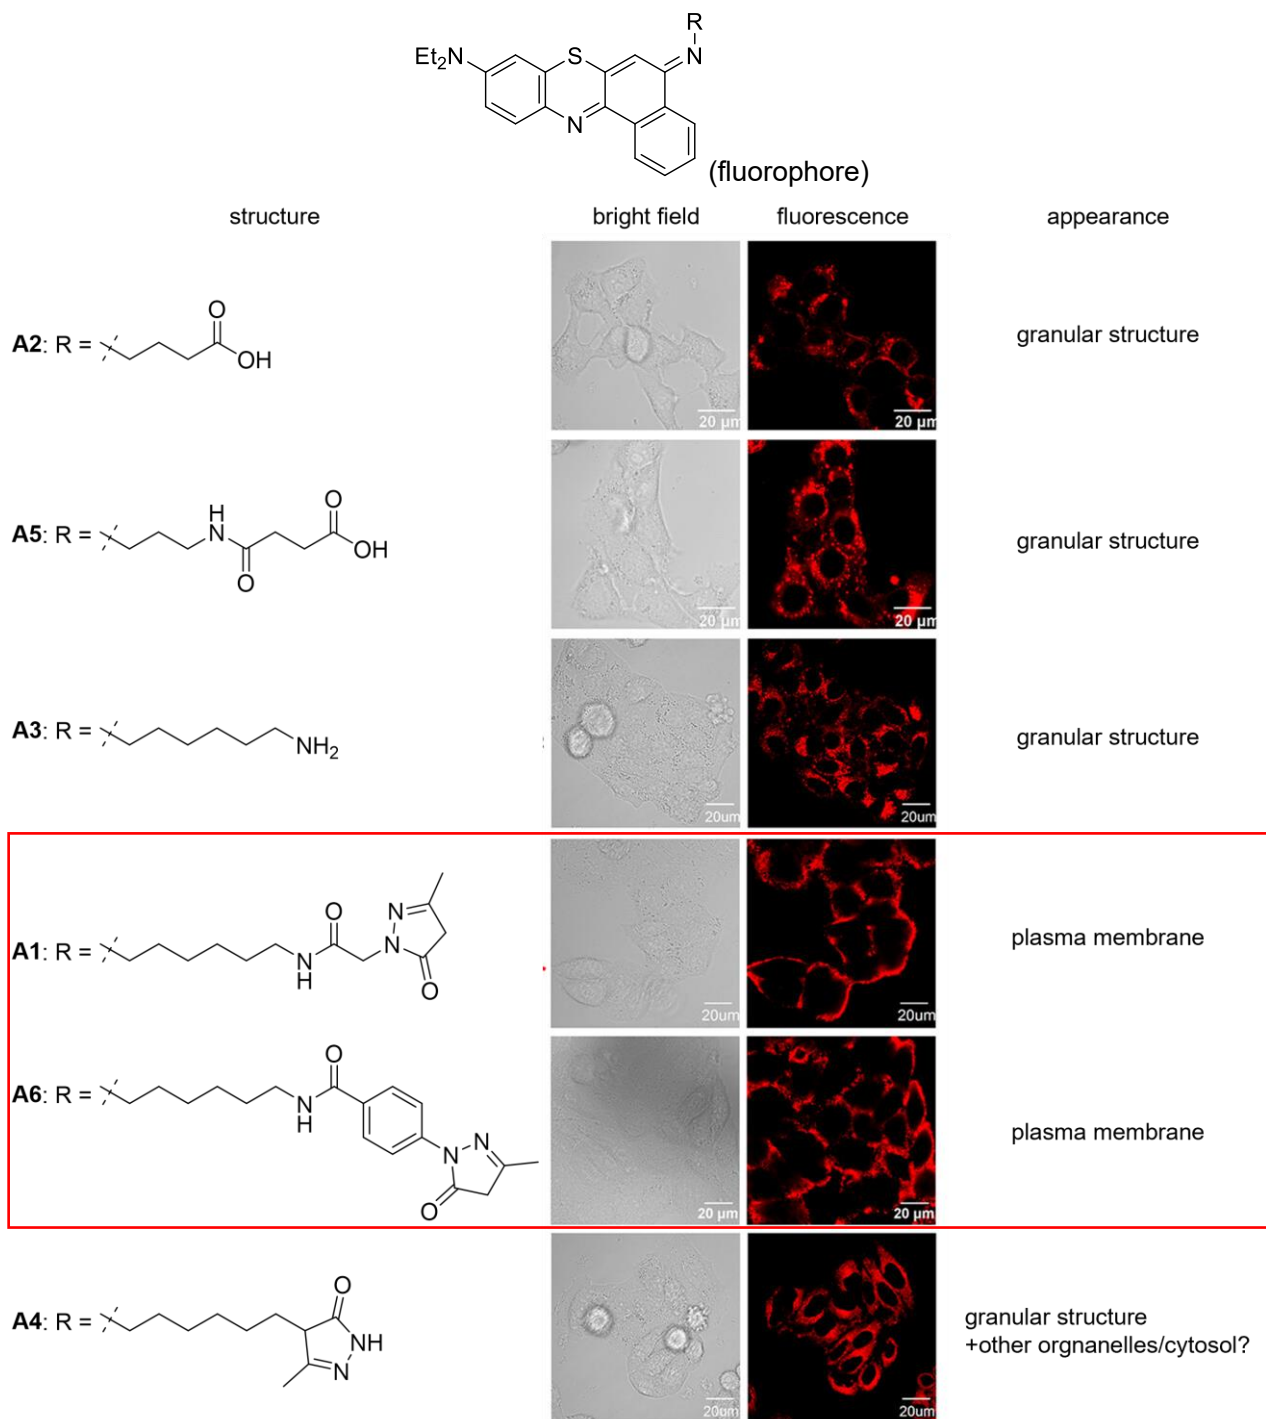 R
Et₂N
S
N
N
(fluorophore)
structure
bright field
fluorescence
appearance
A2: R =
O
OH
20 μm
20 μm
granular structure
A5: R =
H
N
O
O
OH
20 μm
20 μm
granular structure
A3: R =
NH₂
20um
20um
granular structure
A1: R =
O
N
H
N
N
O
20um
20um
plasma membrane
A6: R =
O
N
H
N
N
O
20 μm
20 μm
plasma membrane
A4: R =
O
NH
N
20um
20um
granular structure
+other orgnanelles/cytosol?